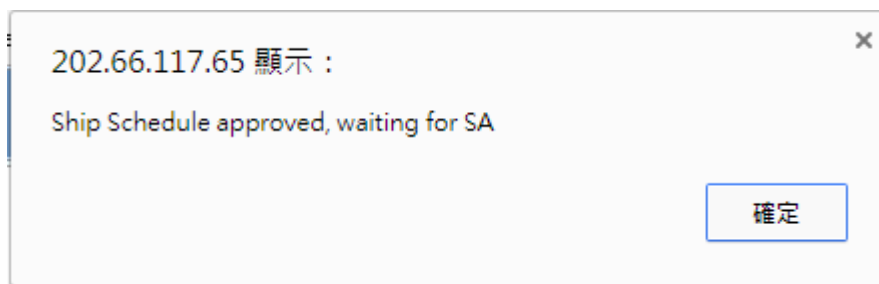 202.66.117.65 顯示：
Ship Schedule approved, waiting for SA
確定